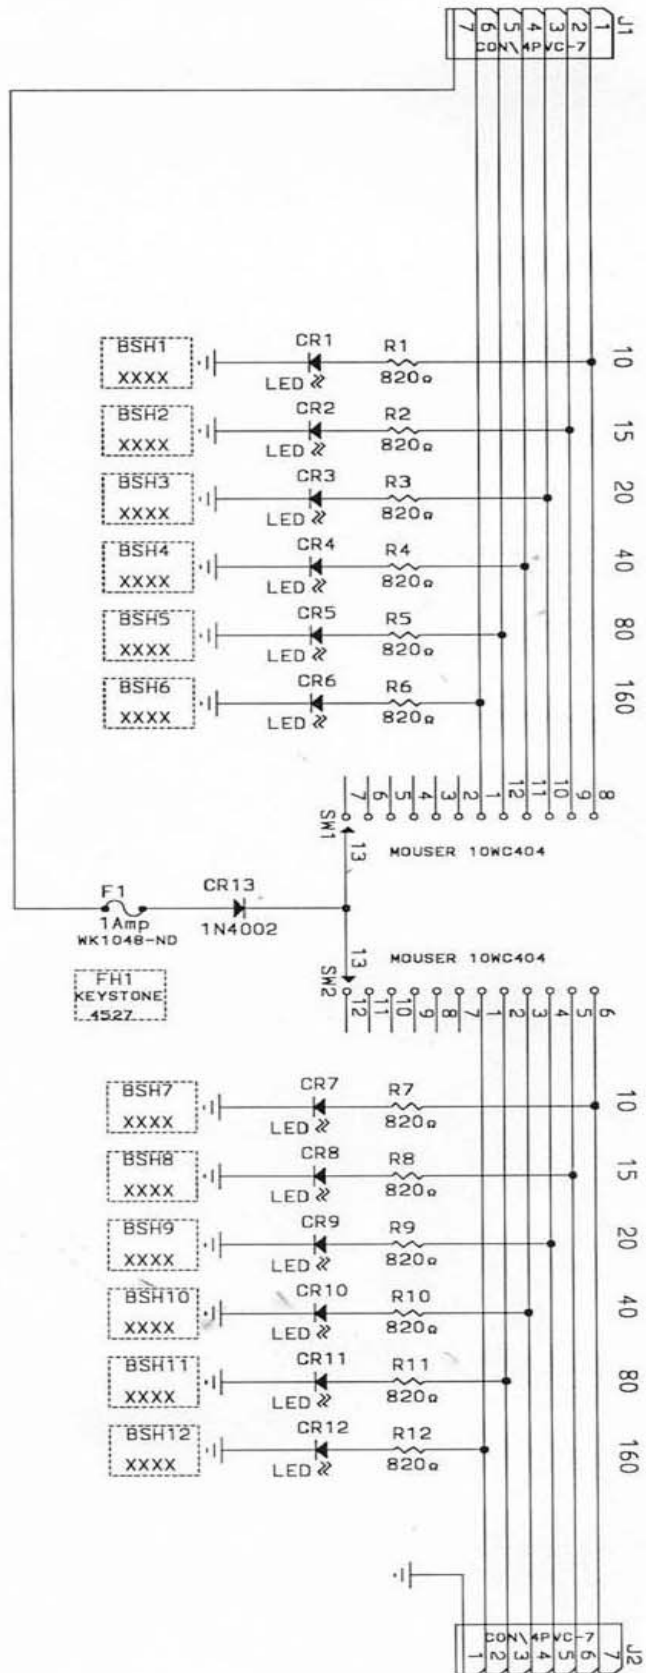 J1
7 6 5 4 3 2 1
CON\4PVC-7
BSH1
XXXX
CR1
LED
R1
820Ω
10
BSH2
XXXX
CR2
LED
R2
820Ω
15
BSH3
XXXX
CR3
LED
R3
820Ω
20
BSH4
XXXX
CR4
LED
R4
820Ω
40
BSH5
XXXX
CR5
LED
R5
820Ω
80
BSH6
XXXX
CR6
LED
R6
820Ω
160
7 6 5 4 3 2 1 12 11 10 9 8
SW1
13
MOUSER 10WC404
F1
1Amp
WK1048-ND
CR13
1N4002
FH1
KEYSTONE
4527
13
MOUSER 10WC404
SW2
12 11 10 9 8 7 1 2 3 4 5 6
BSH7
XXXX
CR7
LED
R7
820Ω
10
BSH8
XXXX
CR8
LED
R8
820Ω
15
BSH9
XXXX
CR9
LED
R9
820Ω
20
BSH10
XXXX
CR10
LED
R10
820Ω
40
BSH11
XXXX
CR11
LED
R11
820Ω
80
BSH12
XXXX
CR12
LED
R12
820Ω
160
CON\4PVC-7
1 2 3 4 5 6 7
J2